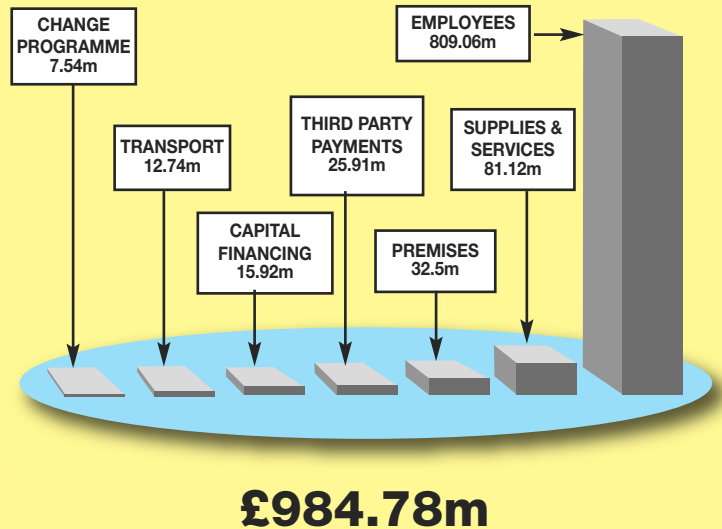 CHANGE
PROGRAMME
7.54m
TRANSPORT
12.74m
CAPITAL
FINANCING
15.92m
THIRD PARTY
PAYMENTS
25.91m
PREMISES
32.5m
SUPPLIES &
SERVICES
81.12m
EMPLOYEES
809.06m
£984.78m